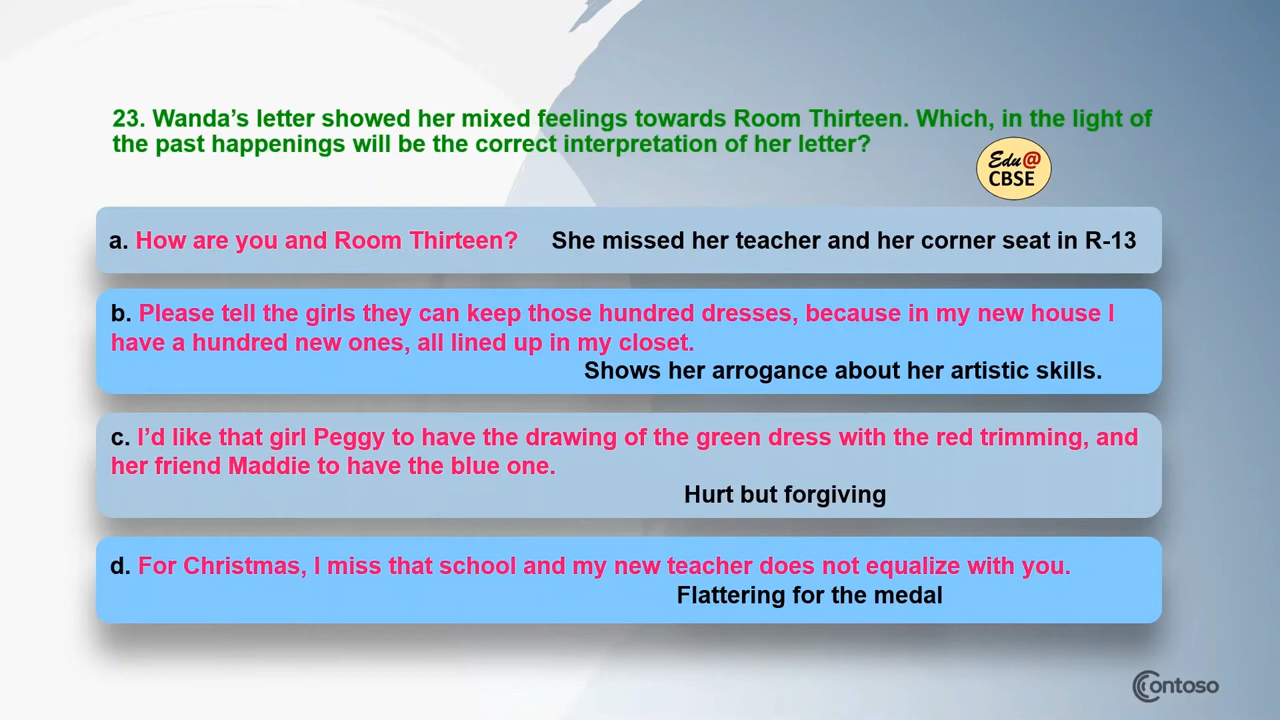 23. Wanda’s letter showed her mixed feelings towards Room Thirteen. Which, in the light of
the past happenings will be the correct interpretation of her letter?
Edu@
CBSE
a. How are you and Room Thirteen? She missed her teacher and her corner seat in R-13
b. Please tell the girls they can keep those hundred dresses, because in my new house I
have a hundred new ones, all lined up in my closet.
Shows her arrogance about her artistic skills.
c. I’d like that girl Peggy to have the drawing of the green dress with the red trimming, and
her friend Maddie to have the blue one.
Hurt but forgiving
d. For Christmas, I miss that school and my new teacher does not equalize with you.
Flattering for the medal
Contoso